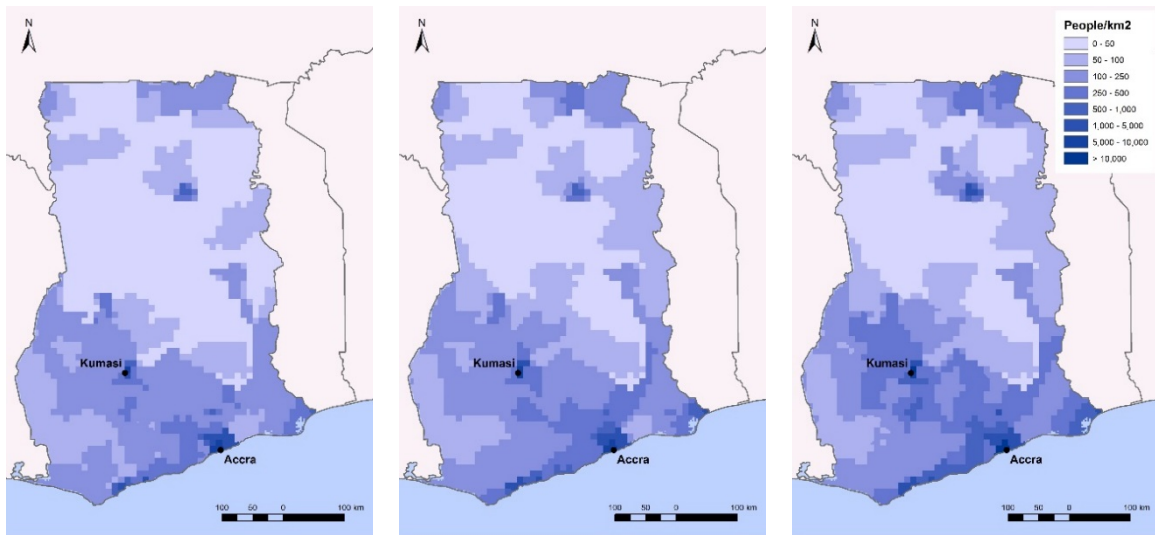 N
Kumasi
Accra
100 50 0 100 km
N
Kumasi
Accra
100 50 0 100 km
N
People/km2
0 - 50
50 - 100
100 - 250
250 - 500
500 - 1,000
1,000 - 5,000
5,000 - 10,000
> 10,000
Kumasi
Accra
100 50 0 100 km